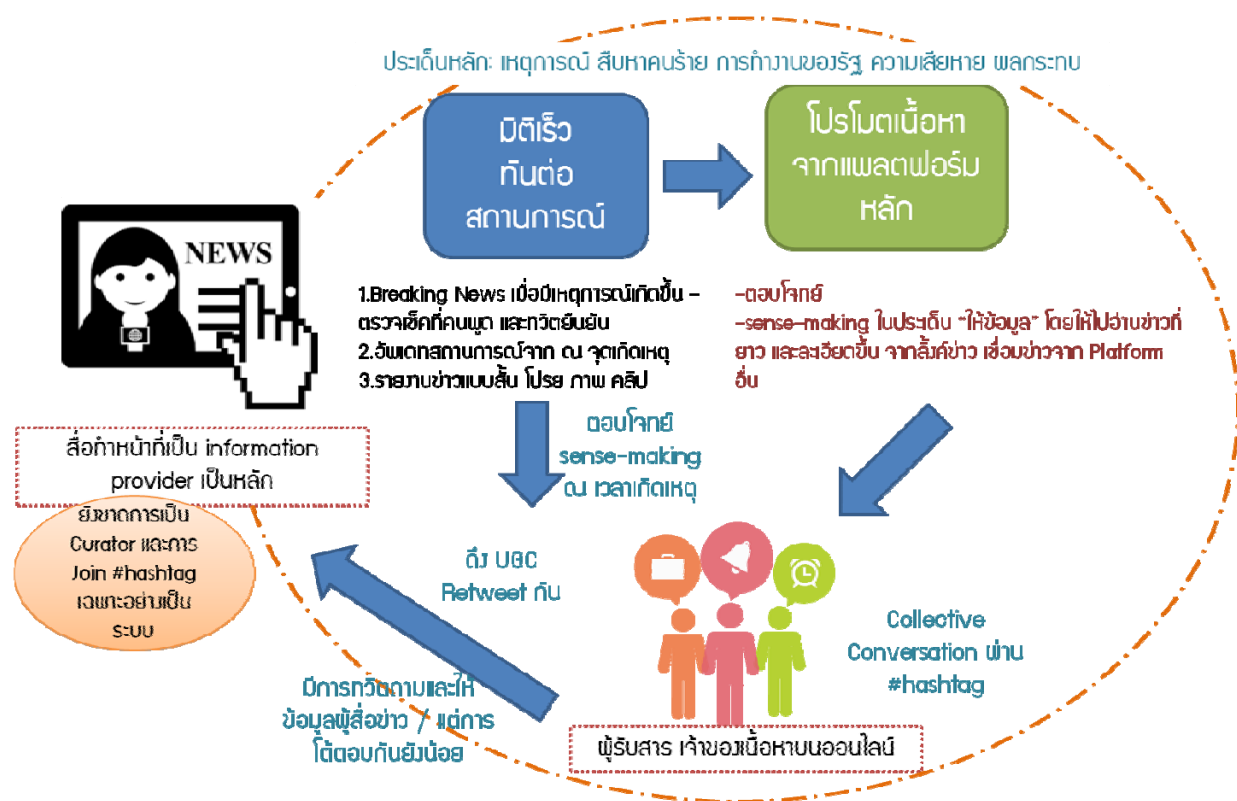 ประเด็นหลัก: เหตุการณ์ สืบหาคนร้าย การทำงานของรัฐ ความเสียหาย ผลกระทบ
มิติเร็ว
ทันต่อ
สถานการณ์
โปรโมตเนื้อหา
จากแพลตฟอร์ม
หลัก
NEWS
1.Breaking News เมื่อมีเหตุการณ์เกิดขึ้น –
ตรวจเช็คที่คนพูด และทวิตยืนยัน
2.อัพเดทสถานการณ์จาก ณ จุดเกิดเหตุ
3.รายงานข่าวแบบสั้น โปรย ภาพ คลิป
-ตอบโจทย์
-sense-making ในประเด็น “ให้ข้อมูล” โดยให้ไปอ่านข่าวที่
ยาว และละเอียดขึ้น จากลิ้งค์ข่าว เชื่อมข่าวจาก Platform
อื่น
สื่อทำหน้าที่เป็น information
provider เป็นหลัก
ยังขาดการเป็น
Curator และการ
Join #hashtag
เฉพาะอย่างเป็น
ระบบ
ตอบโจทย์
sense-making
ณ เวลาเกิดเหตุ
ดึง UGC
Retweet กัน
Collective
Conversation ผ่าน
#hashtag
มีการทวีตถามและให้
ข้อมูลผู้สื่อข่าว / แต่การ
โต้ตอบกันยังน้อย
ผู้รับสาร เจ้าของเนื้อหาบนออนไลน์